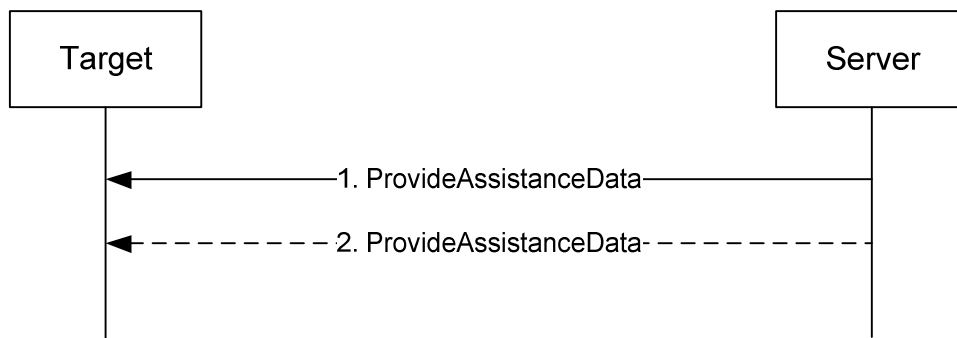 Target
Server
1. ProvideAssistanceData
2. ProvideAssistanceData